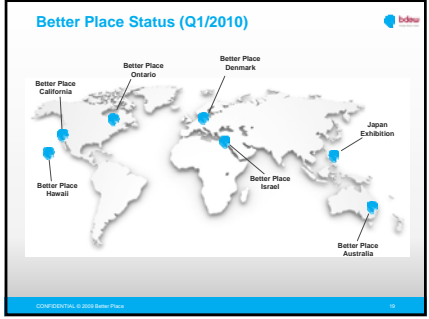 Better Place Status (Q1/2010)
bdew
Better Place
Denmark
Better Place
Ontario
Better Place
California
Japan
Exhibition
Better Place
Hawaii
Better Place
Israel
Better Place
Australia
CONFIDENTIAL © 2009 Better Place